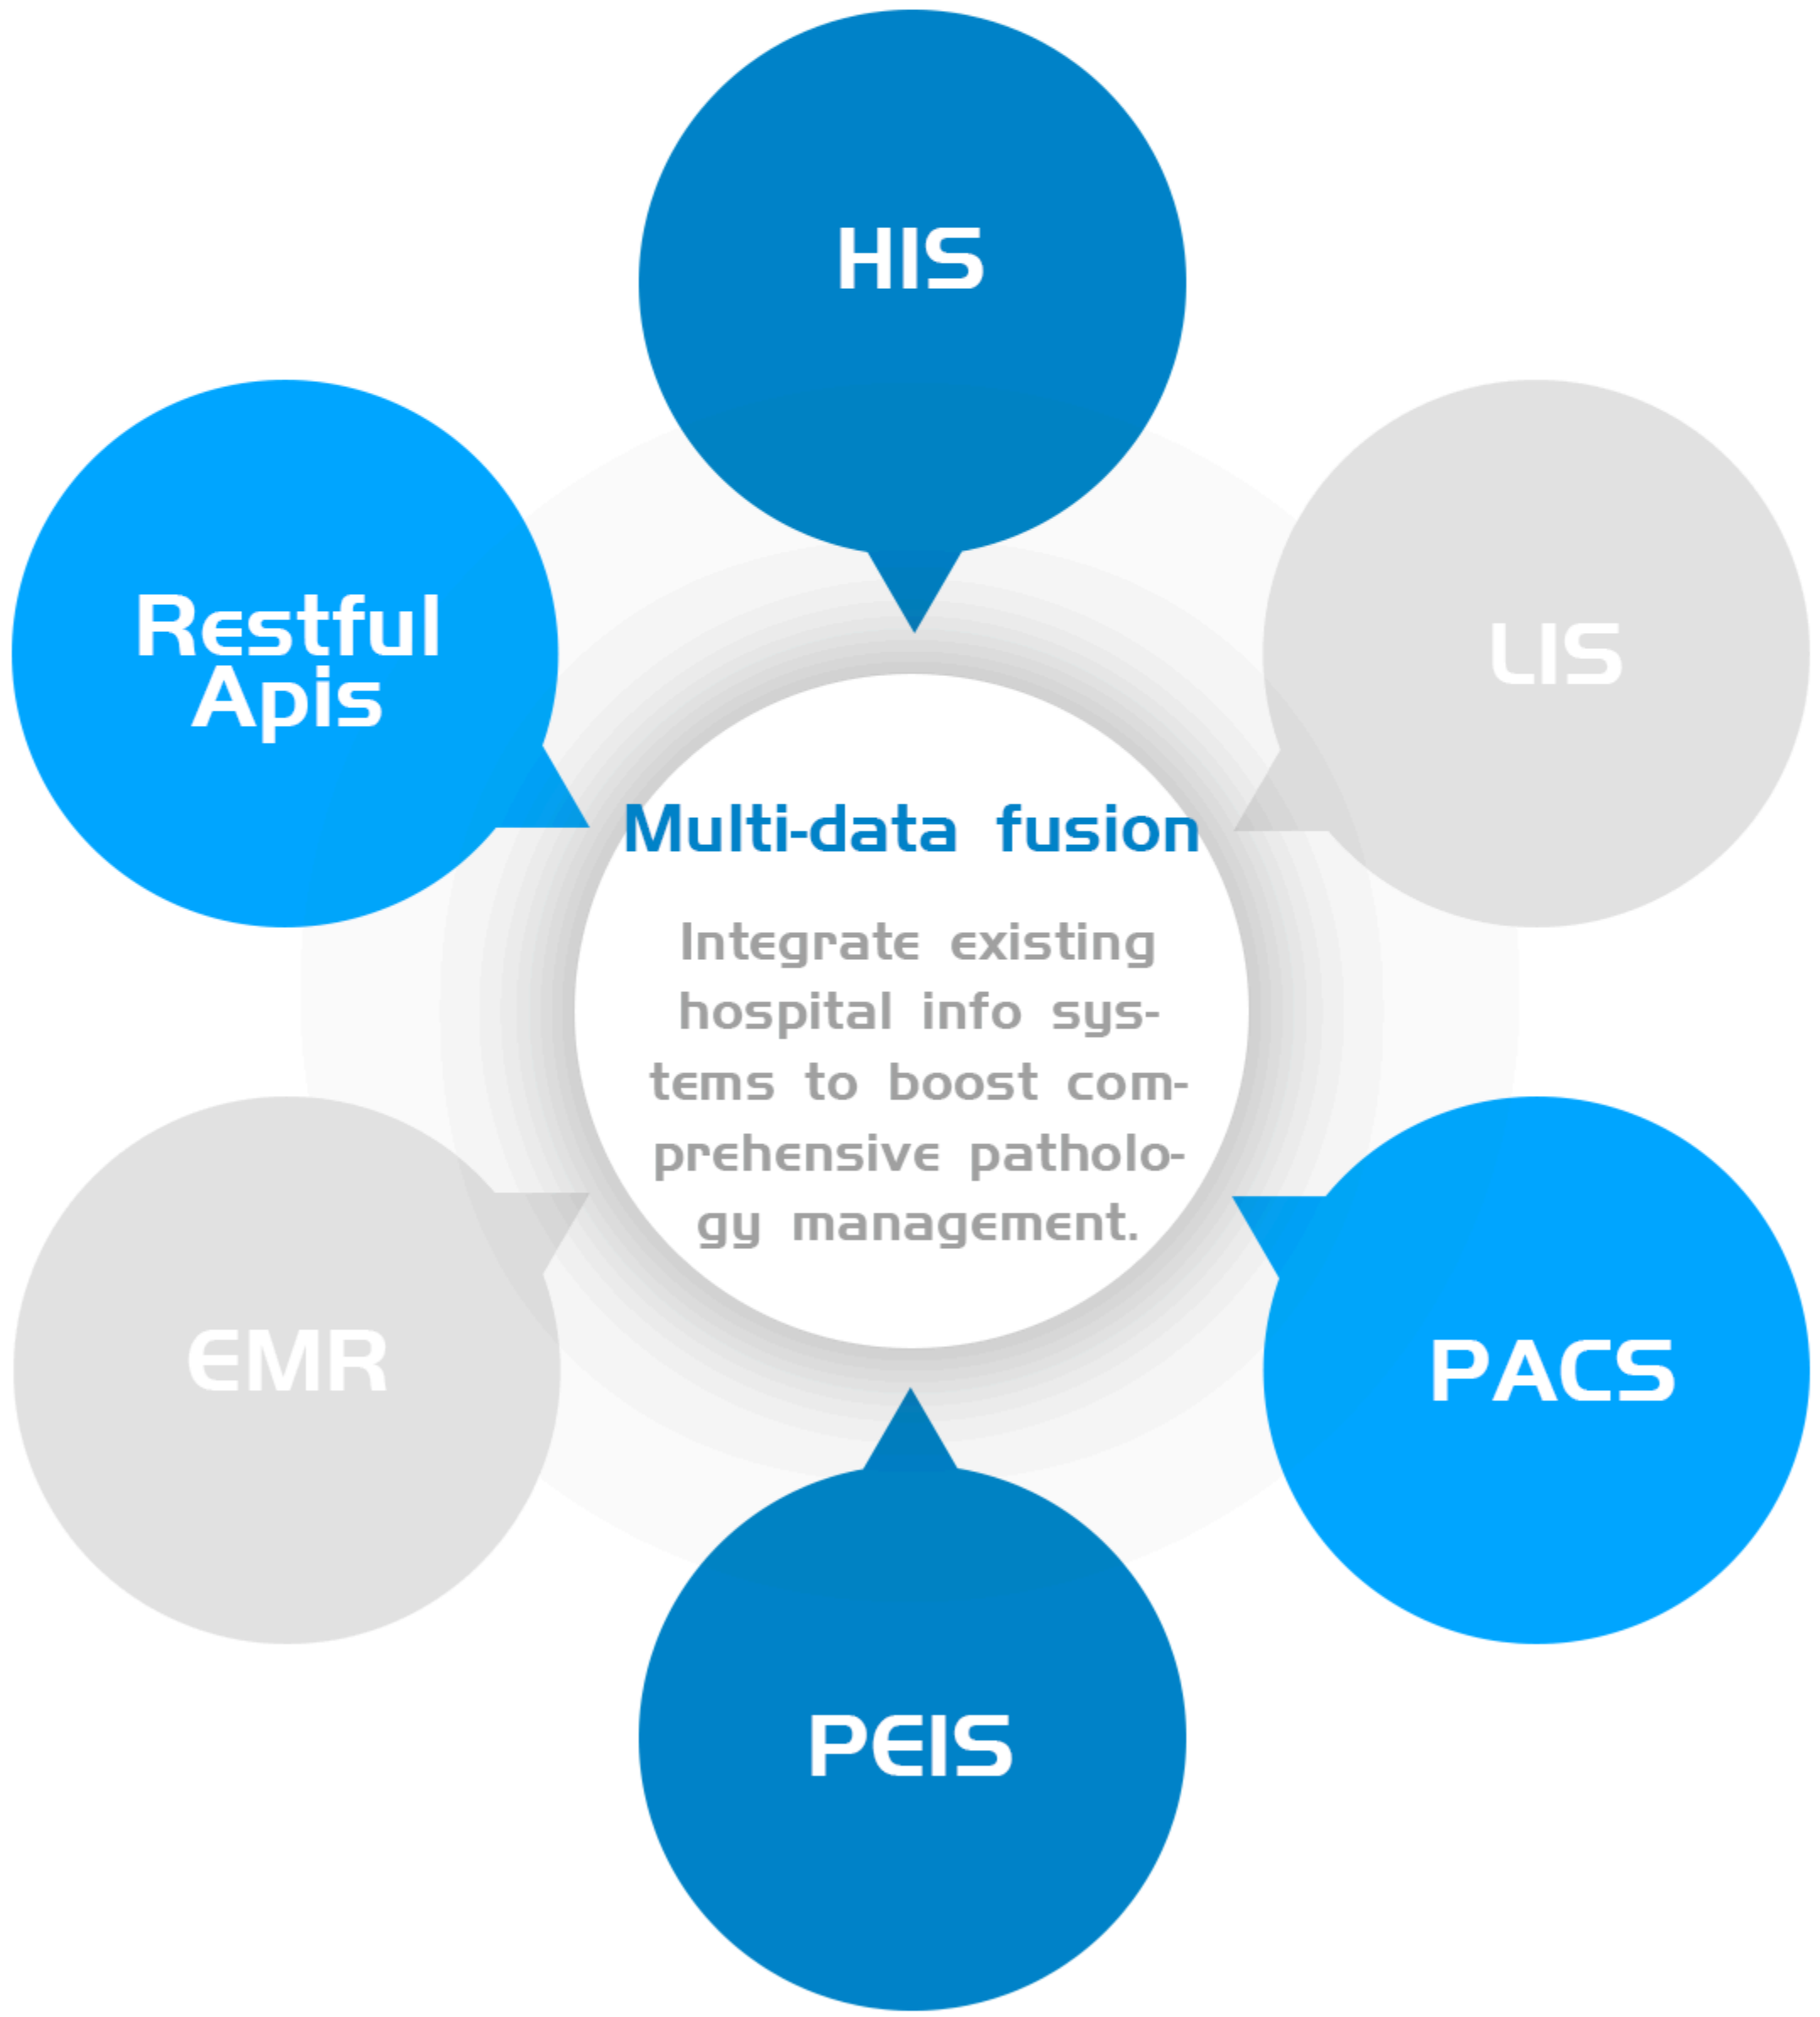 HIS
Restful
Apis
LIS
Multi-data fusion
Integrate existing
hospital info sys-
tems to boost com-
prehensive patholo-
gy management.
EMR
PACS
PEIS